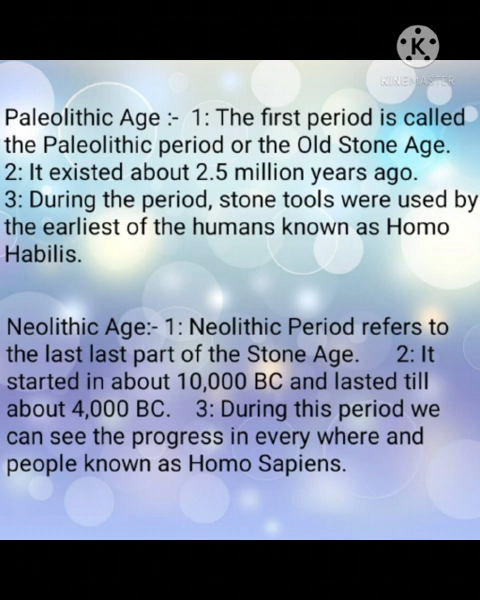 K
KINEMASTER
Paleolithic Age :- 1: The first period is called
the Paleolithic period or the Old Stone Age.
2: It existed about 2.5 million years ago.
3: During the period, stone tools were used by
the earliest of the humans known as Homo
Habilis.
Neolithic Age:- 1: Neolithic Period refers to
the last last part of the Stone Age. 2: It
started in about 10,000 BC and lasted till
about 4,000 BC. 3: During this period we
can see the progress in every where and
people known as Homo Sapiens.